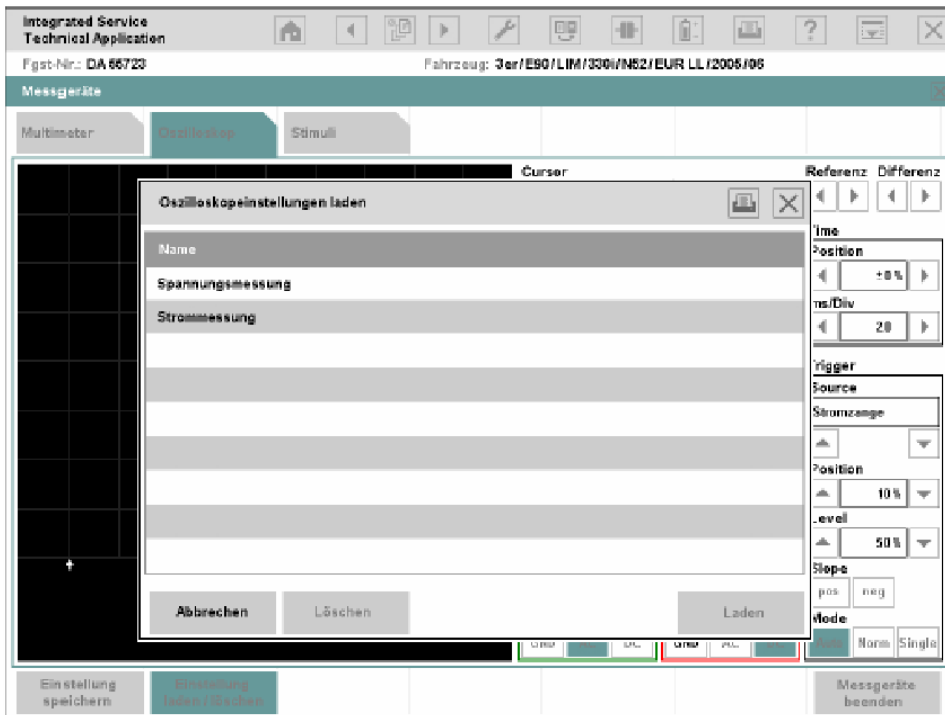 Integrated Service
Technical Application
Fgst-Nr.: DA 65723
Fahrzeug: 3er/E90/LIM/330i/N52/EUR LL/2005/06
Messgeräte
Multimeter
Oszilloskop
Stimuli
Cursor
Referenz Differenz
Oszilloskopeinstellungen laden
Name
Spannungsmessung
Strommessung
Time
Position
±0%
ms/Div
20
Trigger
Source
Stromzange
Position
10%
Level
50%
Slope
pos neg
Mode
Auto Norm Single
Abbrechen
Löschen
Laden
GND AC DC GND AC DC
Einstellung
speichern
Einstellung
laden / löschen
Messgeräte
beenden